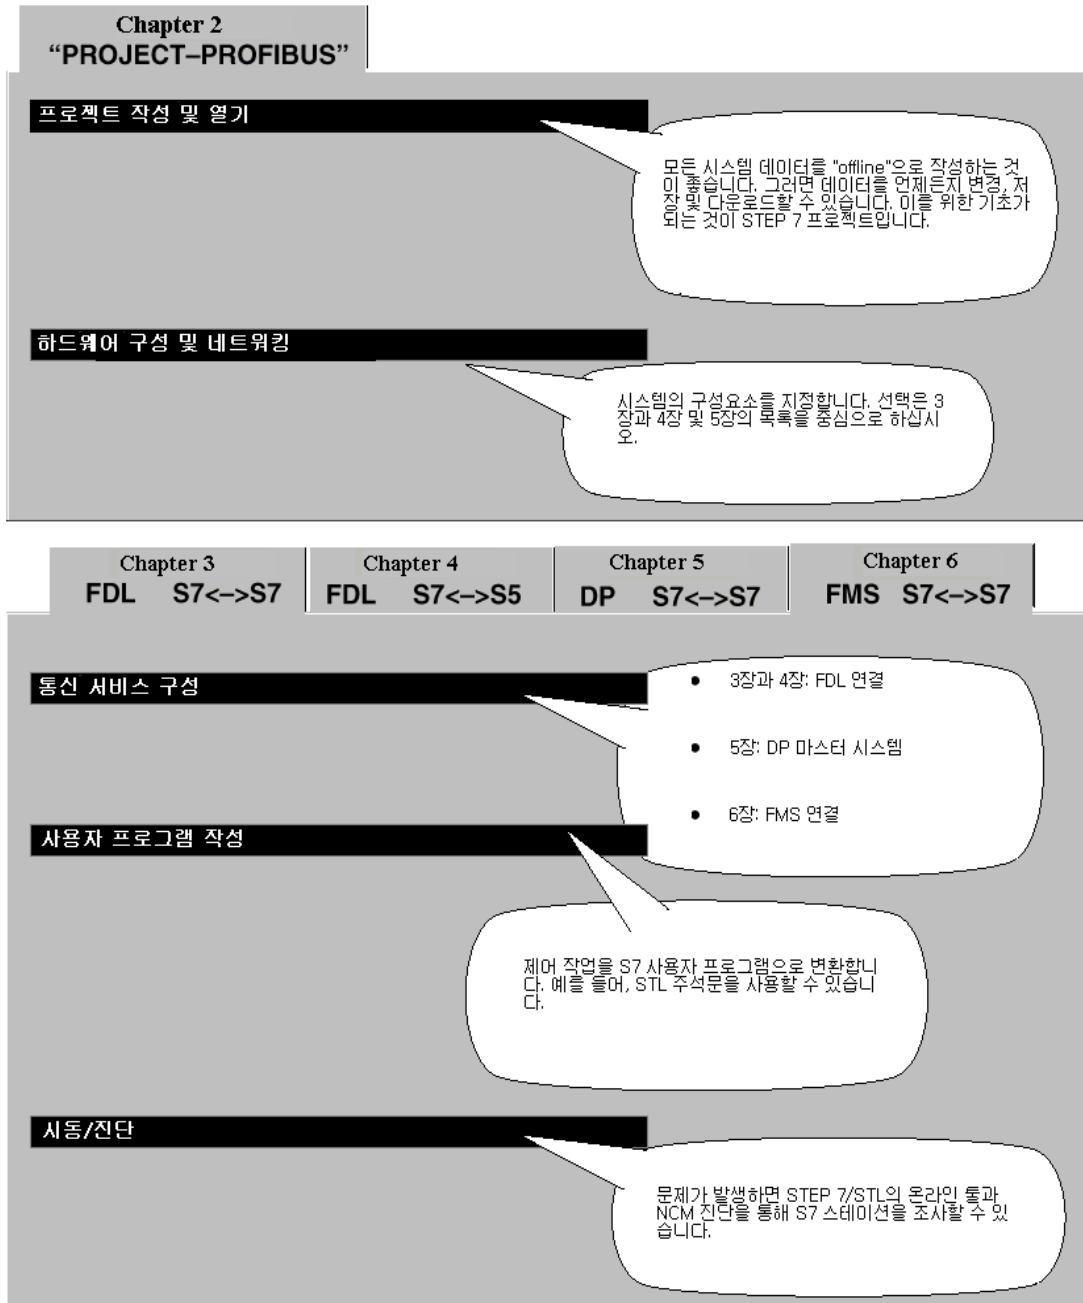 Chapter 2
“PROJECT–PROFIBUS”
프로젝트 작성 및 열기
모든 시스템 데이터를 "offline"으로 작성하는 것
이 좋습니다. 그러면 데이터를 언제든지 변경, 저
장 및 다운로드할 수 있습니다. 이를 위한 기초가
되는 것이 STEP 7 프로젝트입니다.
하드웨어 구성 및 네트워킹
시스템의 구성요소를 지정합니다. 선택은 3
장과 4장 및 5장의 목록을 중심으로 하십시
오.
Chapter 3
FDL S7<–>S7
Chapter 4
FDL S7<–>S5
Chapter 5
DP S7<–>S7
Chapter 6
FMS S7<–>S7
통신 서비스 구성
• 3장과 4장: FDL 연결
• 5장: DP 마스터 시스템
• 6장: FMS 연결
사용자 프로그램 작성
제어 작업을 S7 사용자 프로그램으로 변환합니
다. 예를 들어, STL 주석문을 사용할 수 있습니
다.
시동/진단
문제가 발생하면 STEP 7/STL의 온라인 툴과
NCM 진단을 통해 S7 스테이션을 조사할 수 있
습니다.